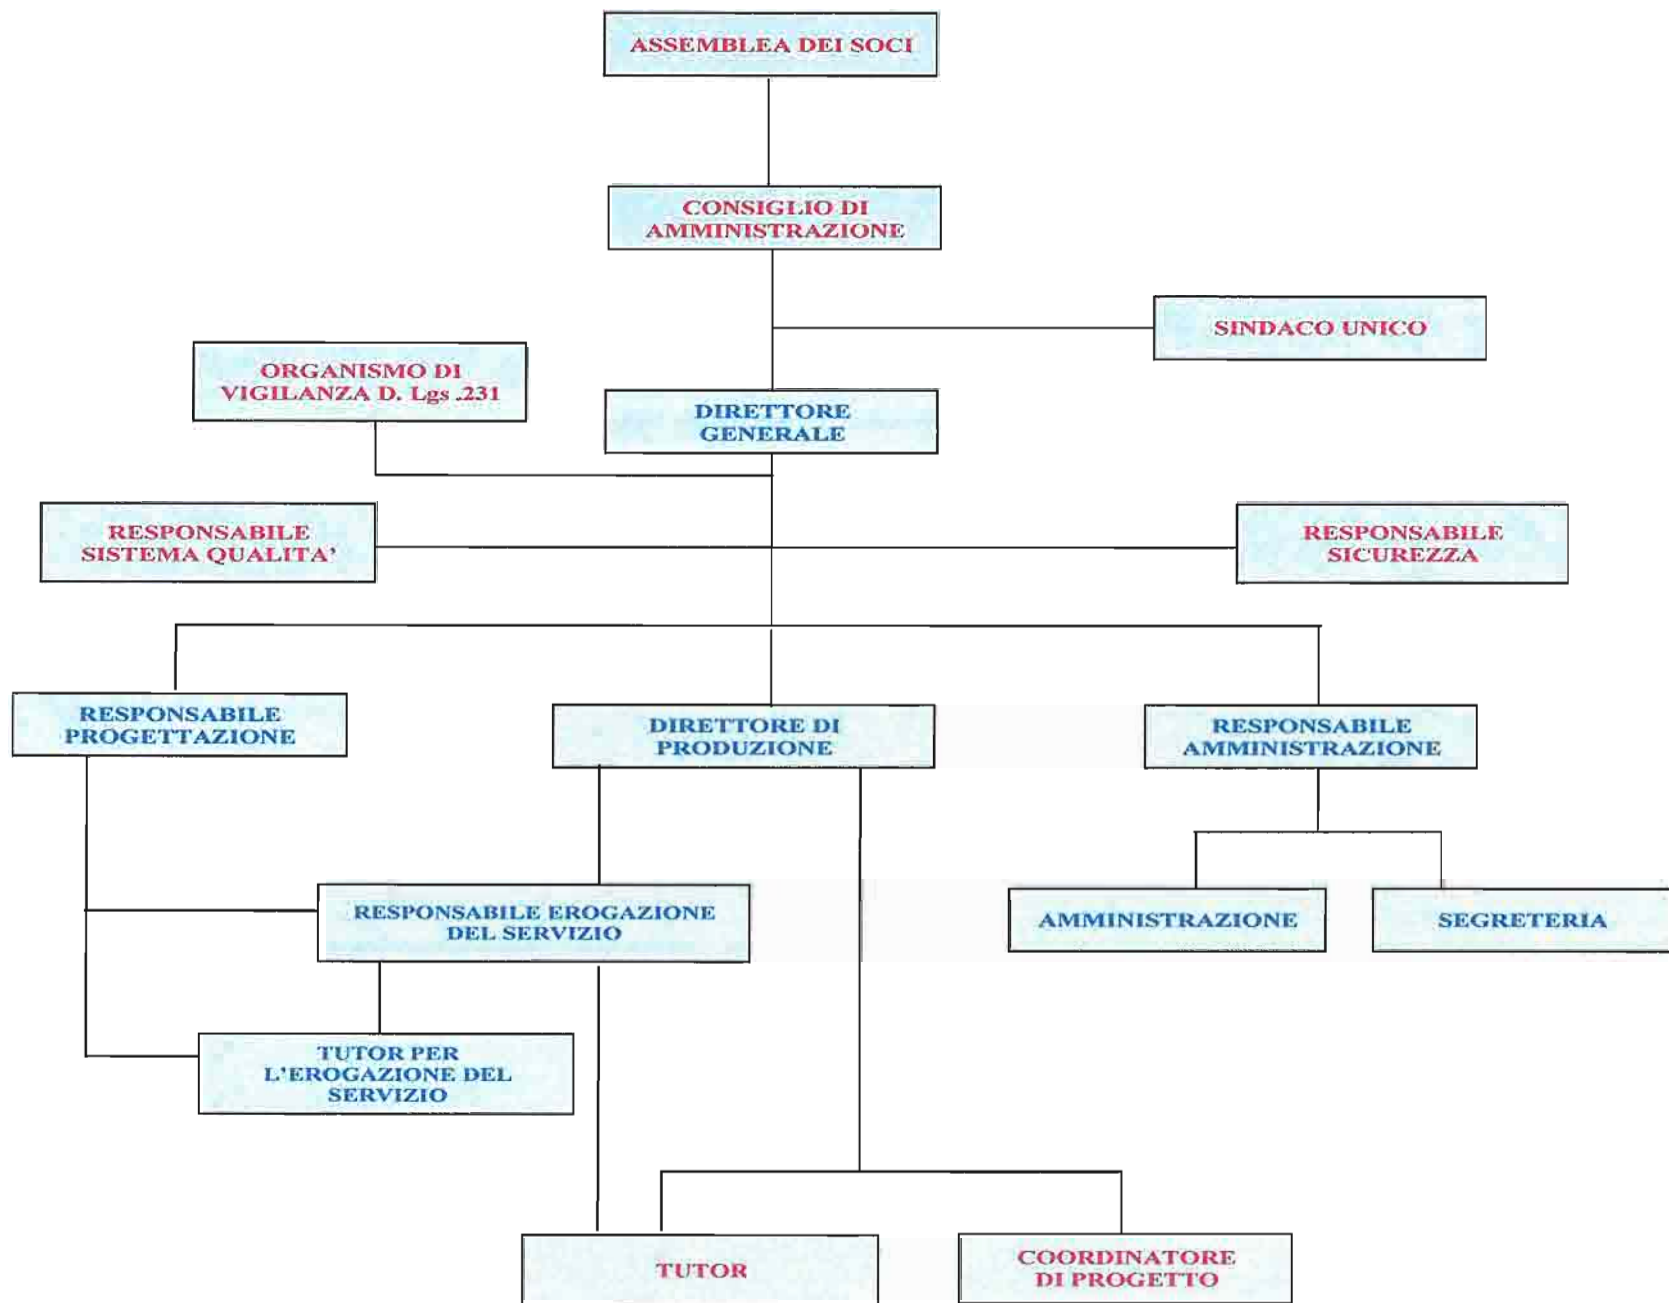 ASSEMBLEA DEI SOCI
CONSIGLIO DI
AMMINISTRAZIONE
SINDACO UNICO
ORGANISMO DI
VIGILANZA D. Lgs .231
DIRETTORE
GENERALE
RESPONSABILE
SISTEMA QUALITA’
RESPONSABILE
SICUREZZA
RESPONSABILE
PROGETTAZIONE
DIRETTORE DI
PRODUZIONE
RESPONSABILE
AMMINISTRAZIONE
RESPONSABILE EROGAZIONE
DEL SERVIZIO
AMMINISTRAZIONE
SEGRETERIA
TUTOR PER
L’EROGAZIONE DEL
SERVIZIO
TUTOR
COORDINATORE
DI PROGETTO